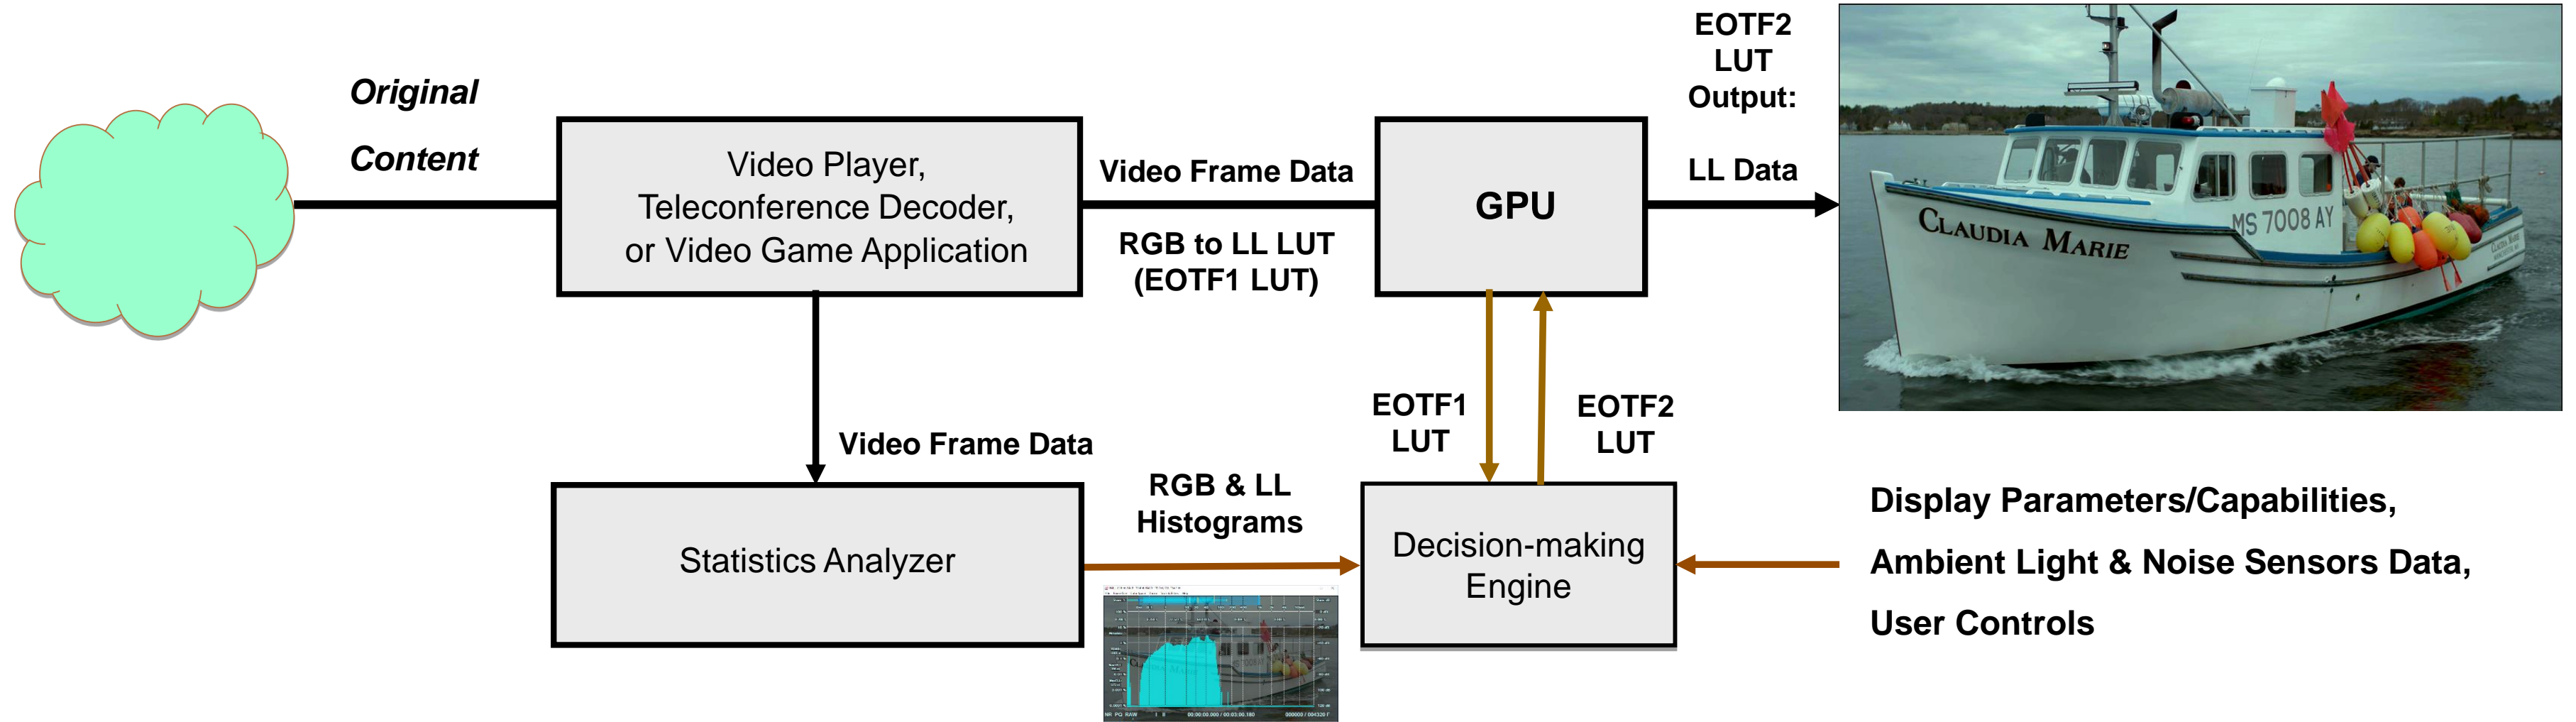 Original
Content
Video Player,
Teleconference Decoder,
or Video Game Application
Video Frame Data
RGB to LL LUT
(EOTF1 LUT)
GPU
EOTF2
LUT
Output:
LL Data
CLAUDIA MARIE
MS 7008 AY
EOTF1
LUT
EOTF2
LUT
Video Frame Data
Statistics Analyzer
RGB & LL
Histograms
Decision-making
Engine
Display Parameters/Capabilities,
Ambient Light & Noise Sensors Data,
User Controls